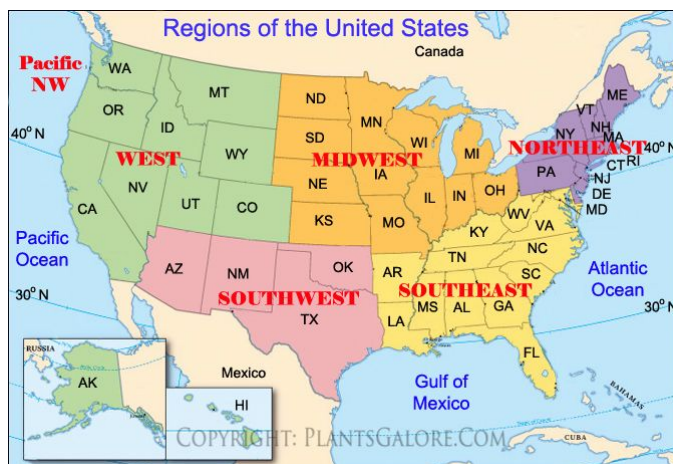 Regions of the United States
Canada
Pacific
NW
WA
MT
ND
MN
ME
VT
OR
ID
SD
WI
MI
NY
NH
MA
40° N
WEST
WY
MIDWEST
NORTHEAST
40° N
NE
IA
PA
CT
RI
NJ
NV
UT
CO
IL
IN
OH
DE
MD
CA
KS
MO
WV
VA
KY
Pacific
Ocean
AZ
NM
OK
AR
TN
NC
SC
Atlantic
Ocean
30° N
SOUTHWEST
SOUTHEAST
30° N
TX
LA
MS
AL
GA
FL
RUSSIA
AK
Mexico
HI
Gulf of
Mexico
BAHAMAS
CUBA
COPYRIGHT: PLANTSGALORE.COM